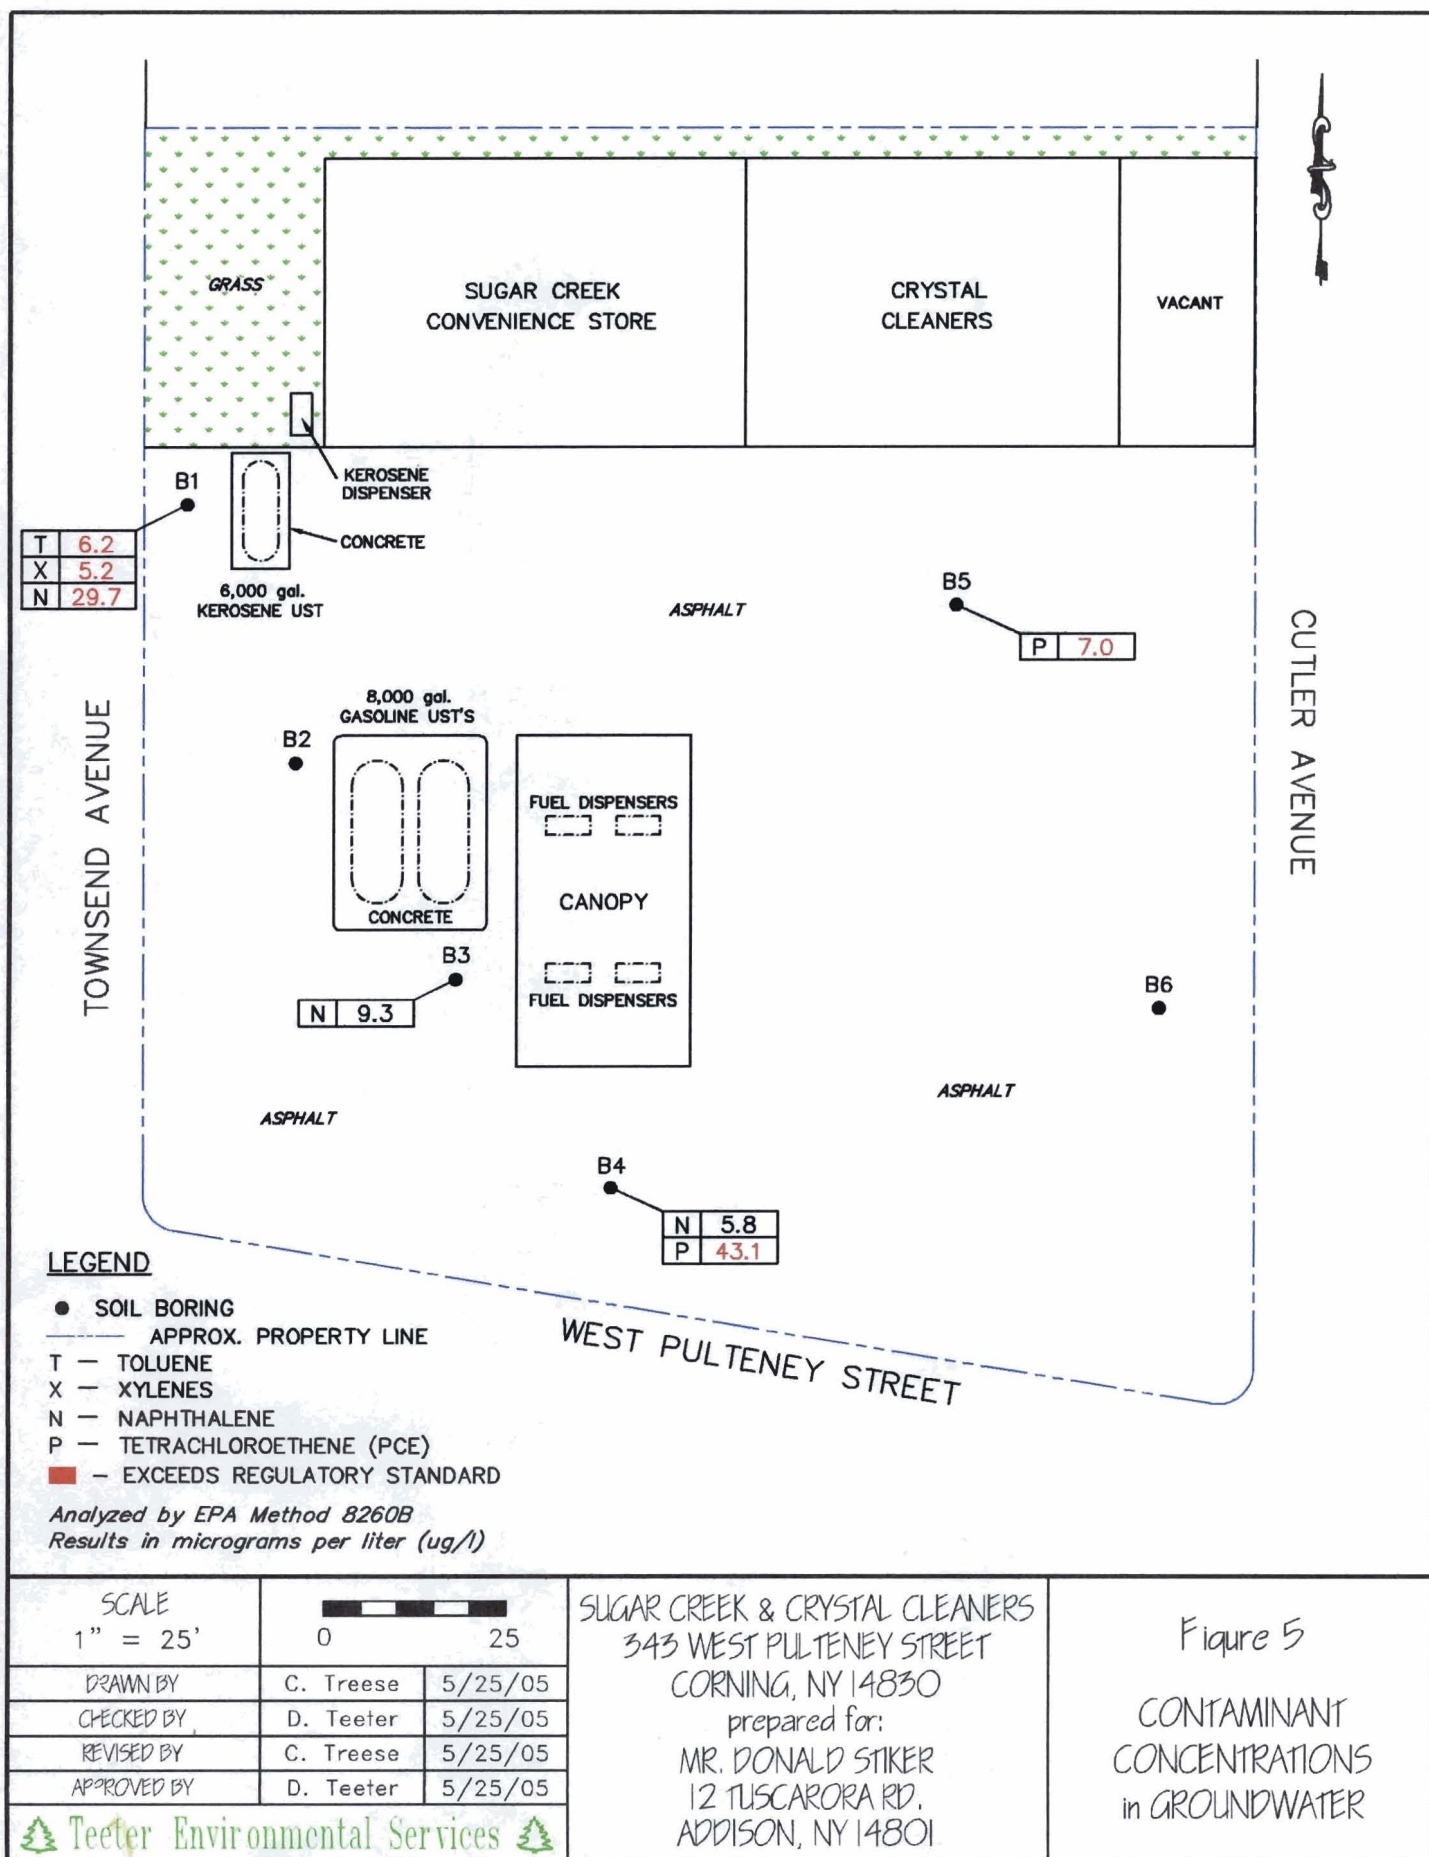 GRASS
SUGAR CREEK
CONVENIENCE STORE
CRYSTAL
CLEANERS
VACANT
KEROSENE
DISPENSER
B1
T 6.2
X 5.2
N 29.7
CONCRETE
6,000 gal.
KEROSENE UST
ASPHALT
B5
P 7.0
TOWNSEND AVENUE
CUTLER AVENUE
8,000 gal.
GASOLINE UST'S
B2
FUEL DISPENSERS
CANOPY
CONCRETE
B3
N 9.3
FUEL DISPENSERS
B6
ASPHALT
ASPHALT
B4
N 5.8
P 43.1
WEST PULTENEY STREET
LEGEND
SOIL BORING
APPROX. PROPERTY LINE
T – TOLUENE
X – XYLENES
N – NAPHTHALENE
P – TETRACHLOROETHENE (PCE)
– EXCEEDS REGULATORY STANDARD
Analyzed by EPA Method 8260B
Results in micrograms per liter (ug/l)
SCALE
1" = 25'
0 25
DRAWN BY C. Treese 5/25/05
CHECKED BY D. Teeter 5/25/05
REVISED BY C. Treese 5/25/05
APPROVED BY D. Teeter 5/25/05
Teeter Environmental Services
SUGAR CREEK & CRYSTAL CLEANERS
343 WEST PULTENEY STREET
CORNING, NY 14830
prepared for:
MR. DONALD STIKER
12 TUSCARORA RD.
ADDISON, NY 14801
Figure 5
CONTAMINANT
CONCENTRATIONS
in GROUNDWATER